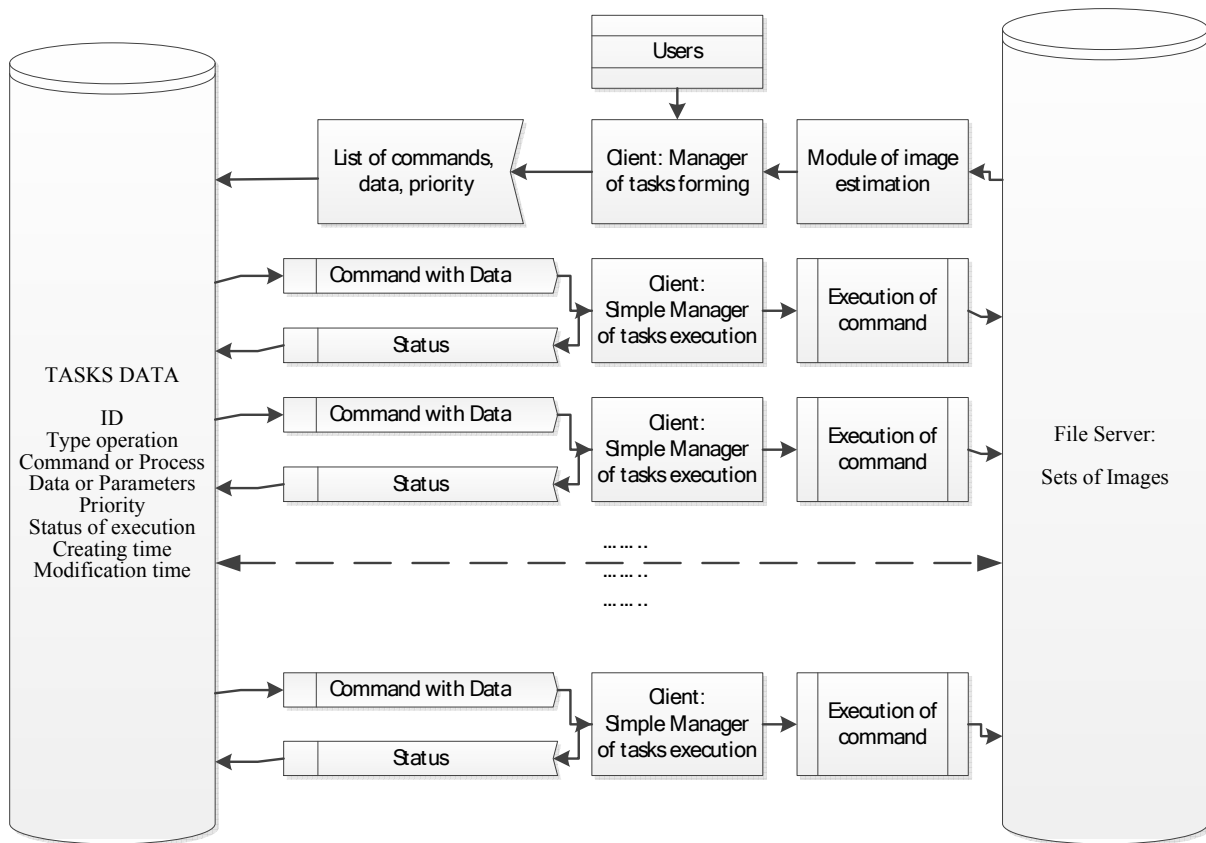 Users
List of commands,
data, priority
Client: Manager
of tasks forming
Module of image
estimation
Command with Data
Status
Client:
Simple Manager
of tasks execution
Execution of
command
TASKS DATA
ID
Type operation
Command or Process
Data or Parameters
Priority
Status of execution
Creating time
Modification time
Command with Data
Status
Client:
Simple Manager
of tasks execution
Execution of
command
File Server:
Sets of Images
........
........
........
Command with Data
Status
Client:
Simple Manager
of tasks execution
Execution of
command